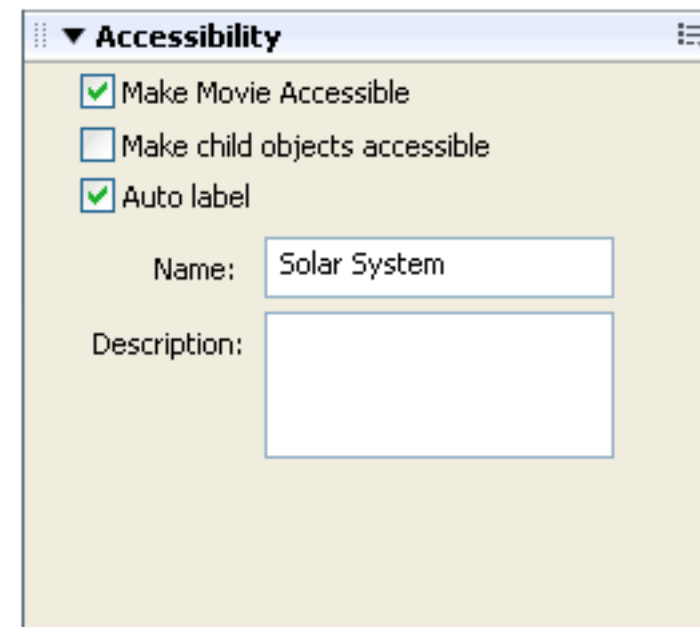 Accessibility
Make Movie Accessible
Make child objects accessible
Auto label
Name: Solar System
Description: